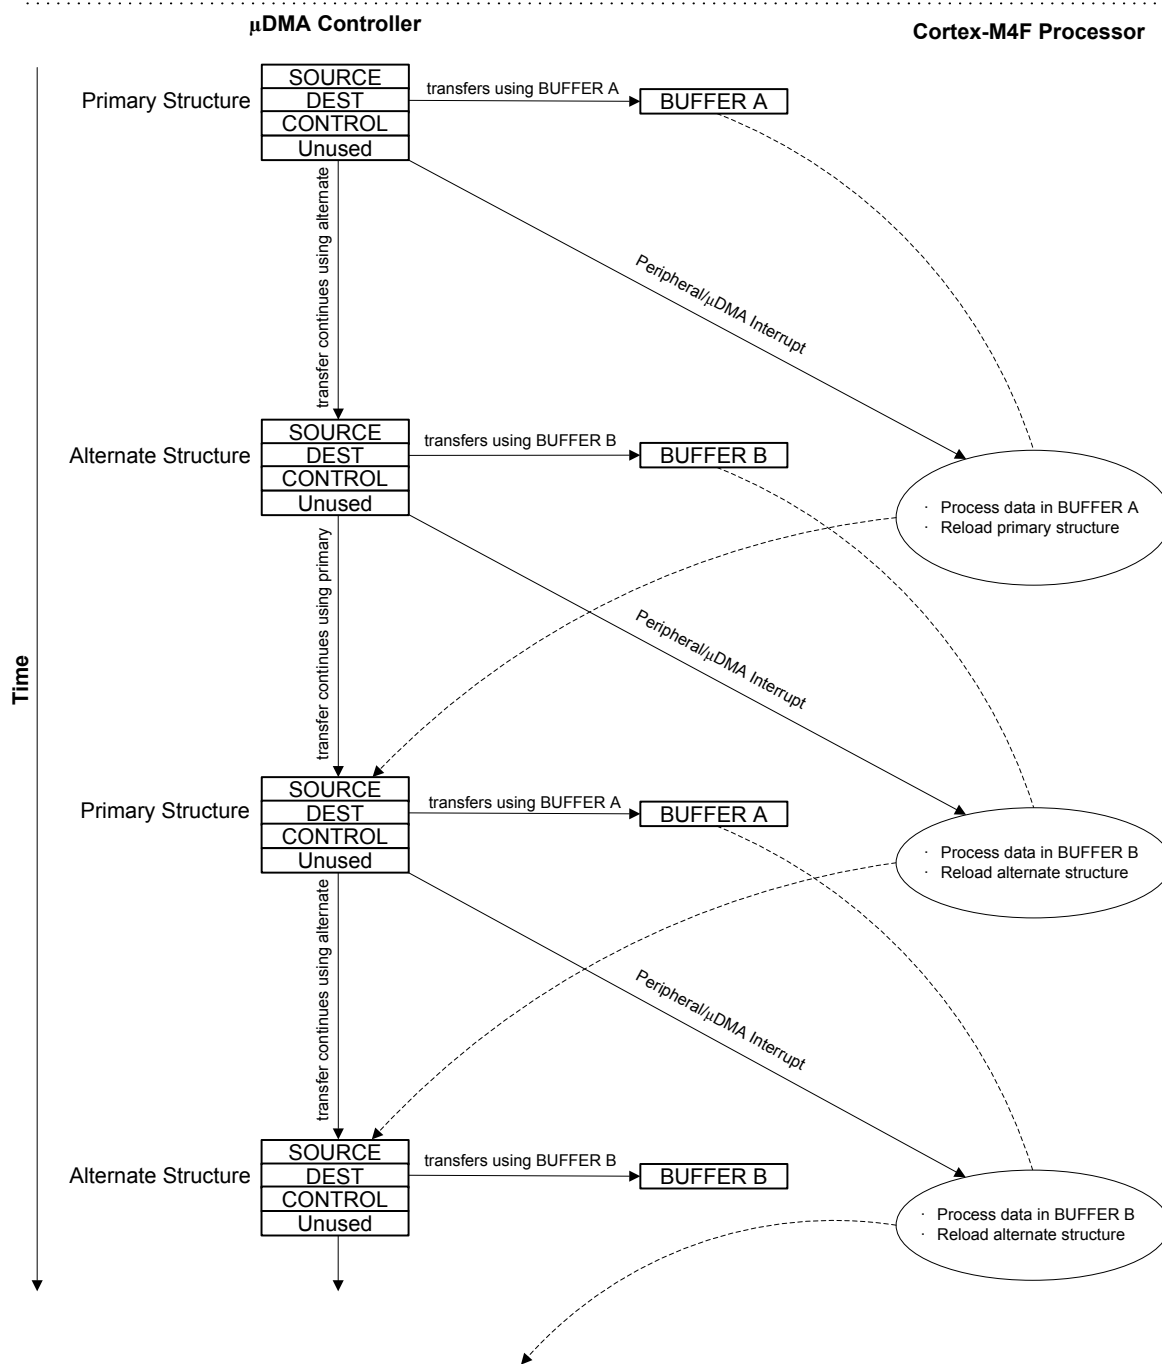 μDMA Controller
Cortex-M4F Processor
SOURCE
Primary Structure
DEST
transfers using BUFFER A
BUFFER A
CONTROL
Unused
transfer continues using alternate
Peripheral/μDMA Interrupt
SOURCE
Alternate Structure
DEST
transfers using BUFFER B
BUFFER B
CONTROL
Unused
· Process data in BUFFER A
· Reload primary structure
transfer continues using primary
Peripheral/μDMA Interrupt
Time
SOURCE
Primary Structure
DEST
transfers using BUFFER A
BUFFER A
CONTROL
Unused
· Process data in BUFFER B
· Reload alternate structure
transfer continues using alternate
Peripheral/μDMA Interrupt
SOURCE
Alternate Structure
DEST
transfers using BUFFER B
BUFFER B
CONTROL
Unused
· Process data in BUFFER B
· Reload alternate structure